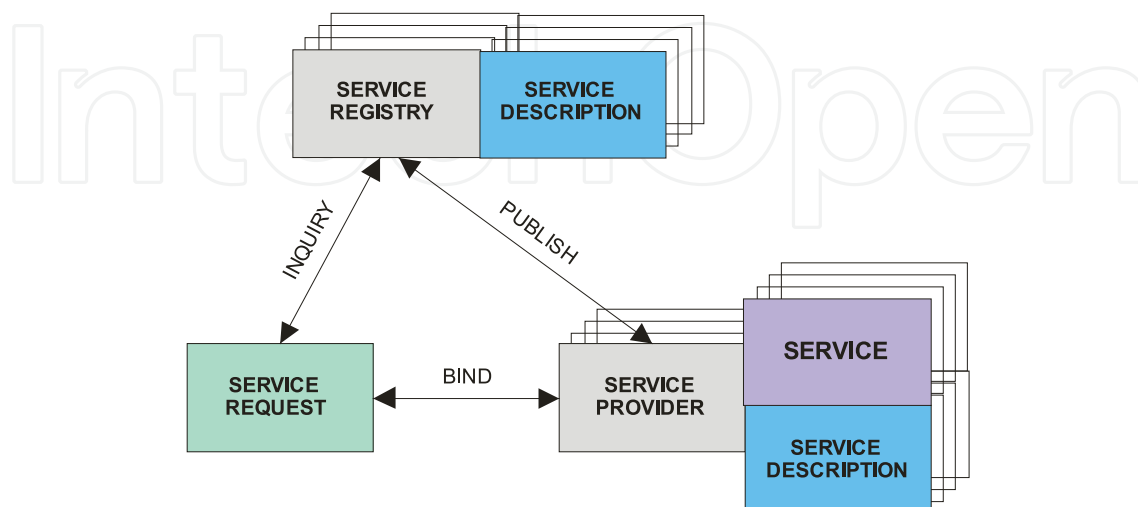 IntechOpen
SERVICE
REGISTRY
SERVICE
DESCRIPTION
INQUIRY
PUBLISH
SERVICE
REQUEST
BIND
SERVICE
PROVIDER
SERVICE
SERVICE
DESCRIPTION